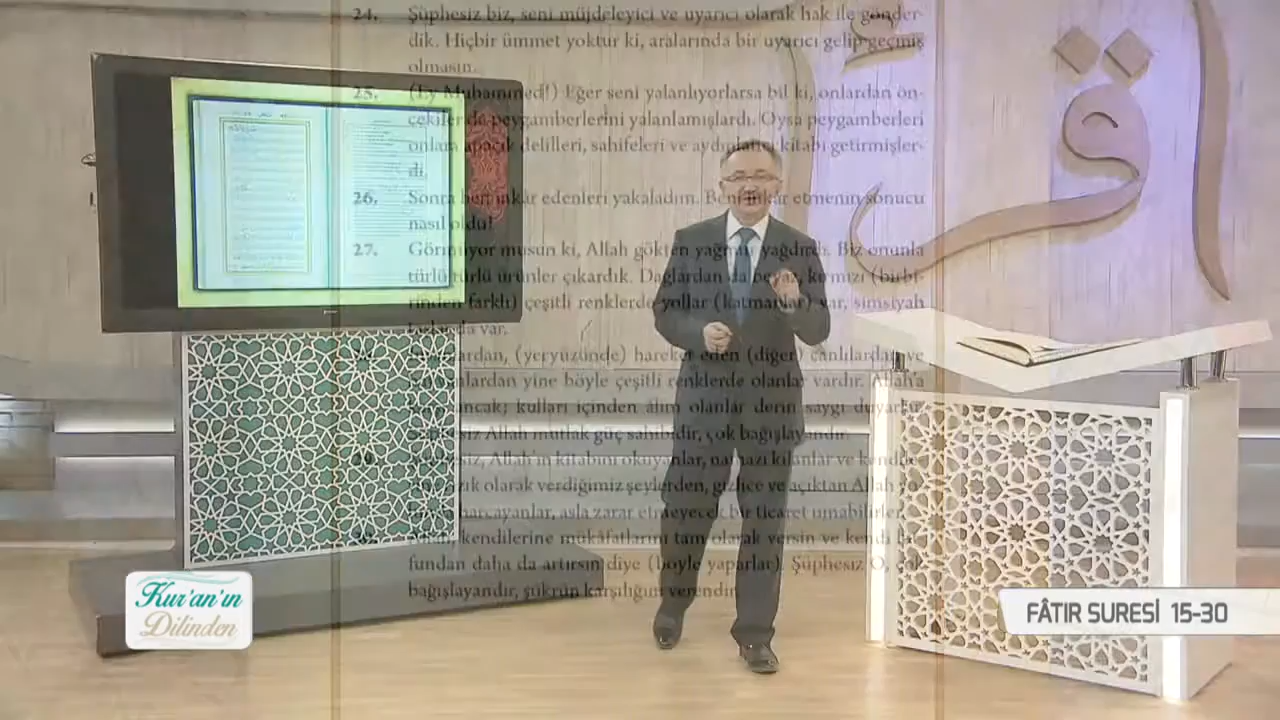 24. Şüphesiz biz, seni müjdeleyici ve uyarıcı olarak hak ile gönder-
dik. Hiçbir ümmet yoktur ki, aralarında bir uyarıcı gelip geçmiş
olmasın.
25. (Ey Muhammed!) Eğer seni yalanlıyorlarsa bil ki, onlardan ön-
cekiler de peygamberlerini yalanlamışlardı. Oysa peygamberleri
onlara apaçık delilleri, sahifeleri ve aydınlatıcı kitabı getirmişler-
di.
26. Sonra ben inkâr edenleri yakaladım. Beni inkâr etmenin sonucu
nasıl oldu!
27. Görmüyor musun ki, Allah gökten yağmur yağdırdı. Biz onunla
türlü türlü ürünler çıkardık. Dağlardan da beyaz, kırmızı (birbi-
rinden farklı) çeşitli renklerde yollar (katmanlar) var, simsiyah
var.
(yeryüzünde) hareket eden (diğer) canlılardan ve
yine böyle çeşitli renklerde olanlar vardır. Allah'a
ancak; kulları içinden âlim olanlar derin saygı duyarlar.
Şüphesiz Allah mutlak güç sahibidir, çok bağışlayandır.
Allah'ın kitabını okuyanlar, namazı kılanlar ve
rızık olarak verdiğimiz şeylerden, gizlice ve açıktan Allah
harcayanlar, asla zarar etmeyecek bir ticaret umabilirler.
kendilerine mükâfatlarını tam olarak versin ve kendi
fundan daha da artırsın diye (böyle yaparlar). Şüphesiz O, çok
bağışlayandır, şükrün karşılığını verendir.
اقرأ
Kur'an'ın
Dilinden
FÂTIR SURESİ 15-30